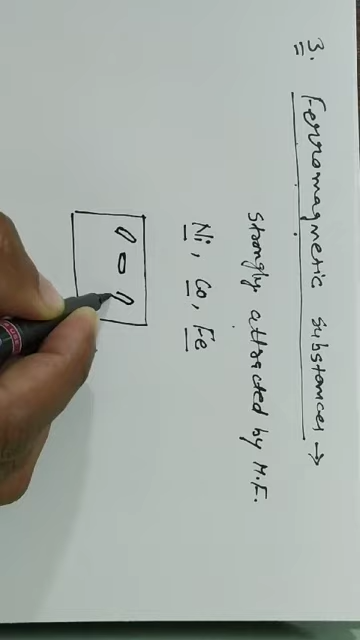 3. Ferromagnetic substances →
Strongly attracted by M.F.
Ni, Co, Fe